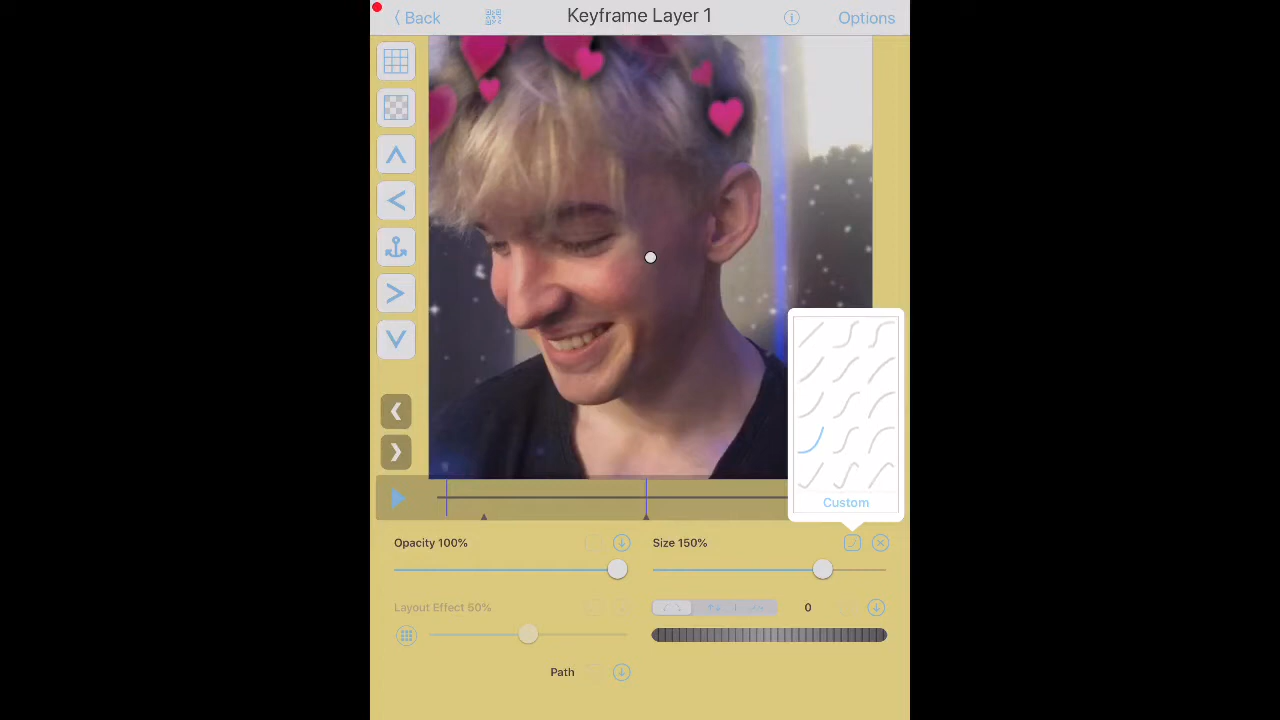 Back
Keyframe Layer 1
Options
Custom
Opacity 100%
Size 150%
Layout Effect 50%
0
Path